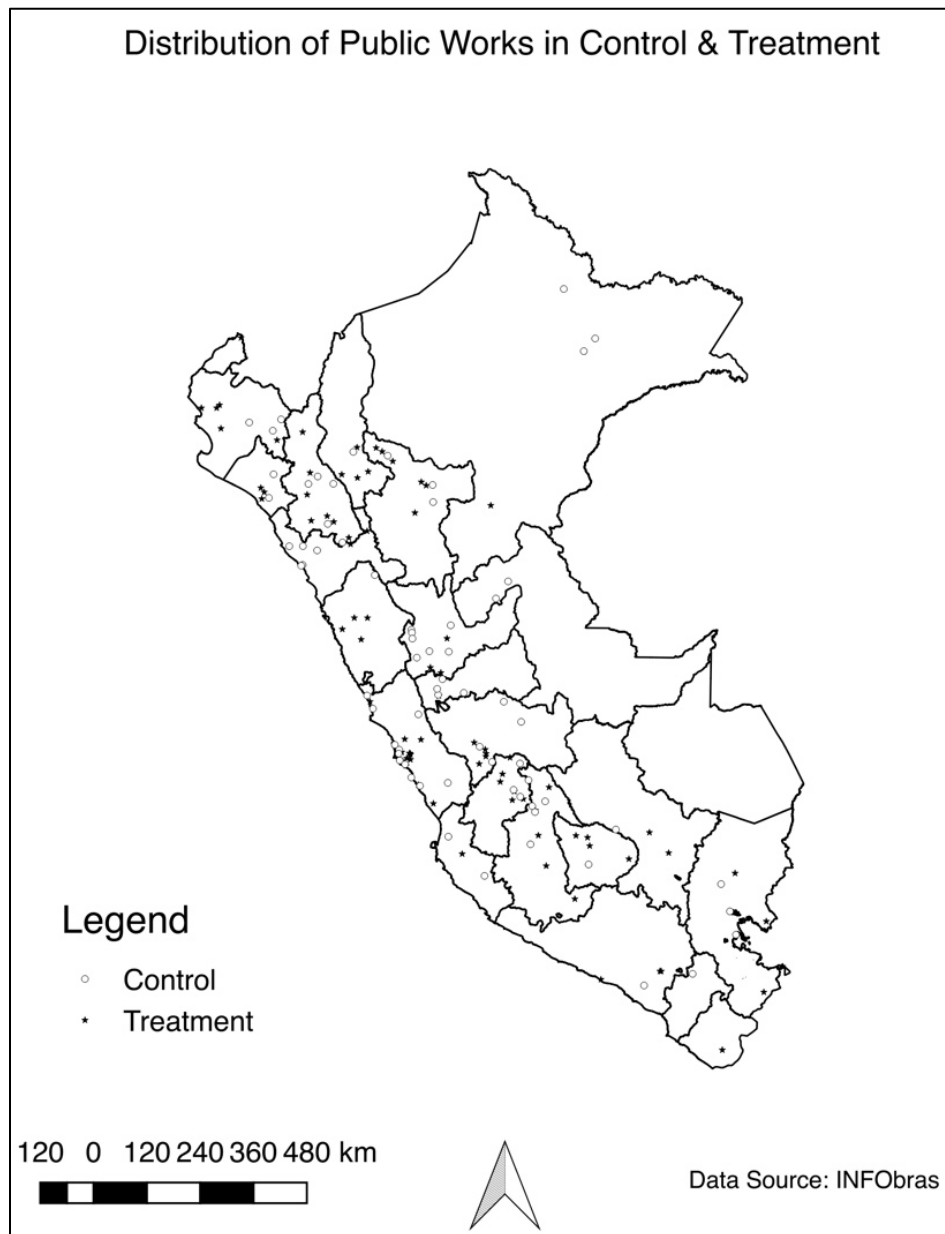 Distribution of Public Works in Control & Treatment
Legend
Control
Treatment
120 0 120 240 360 480 km
Data Source: INFObras